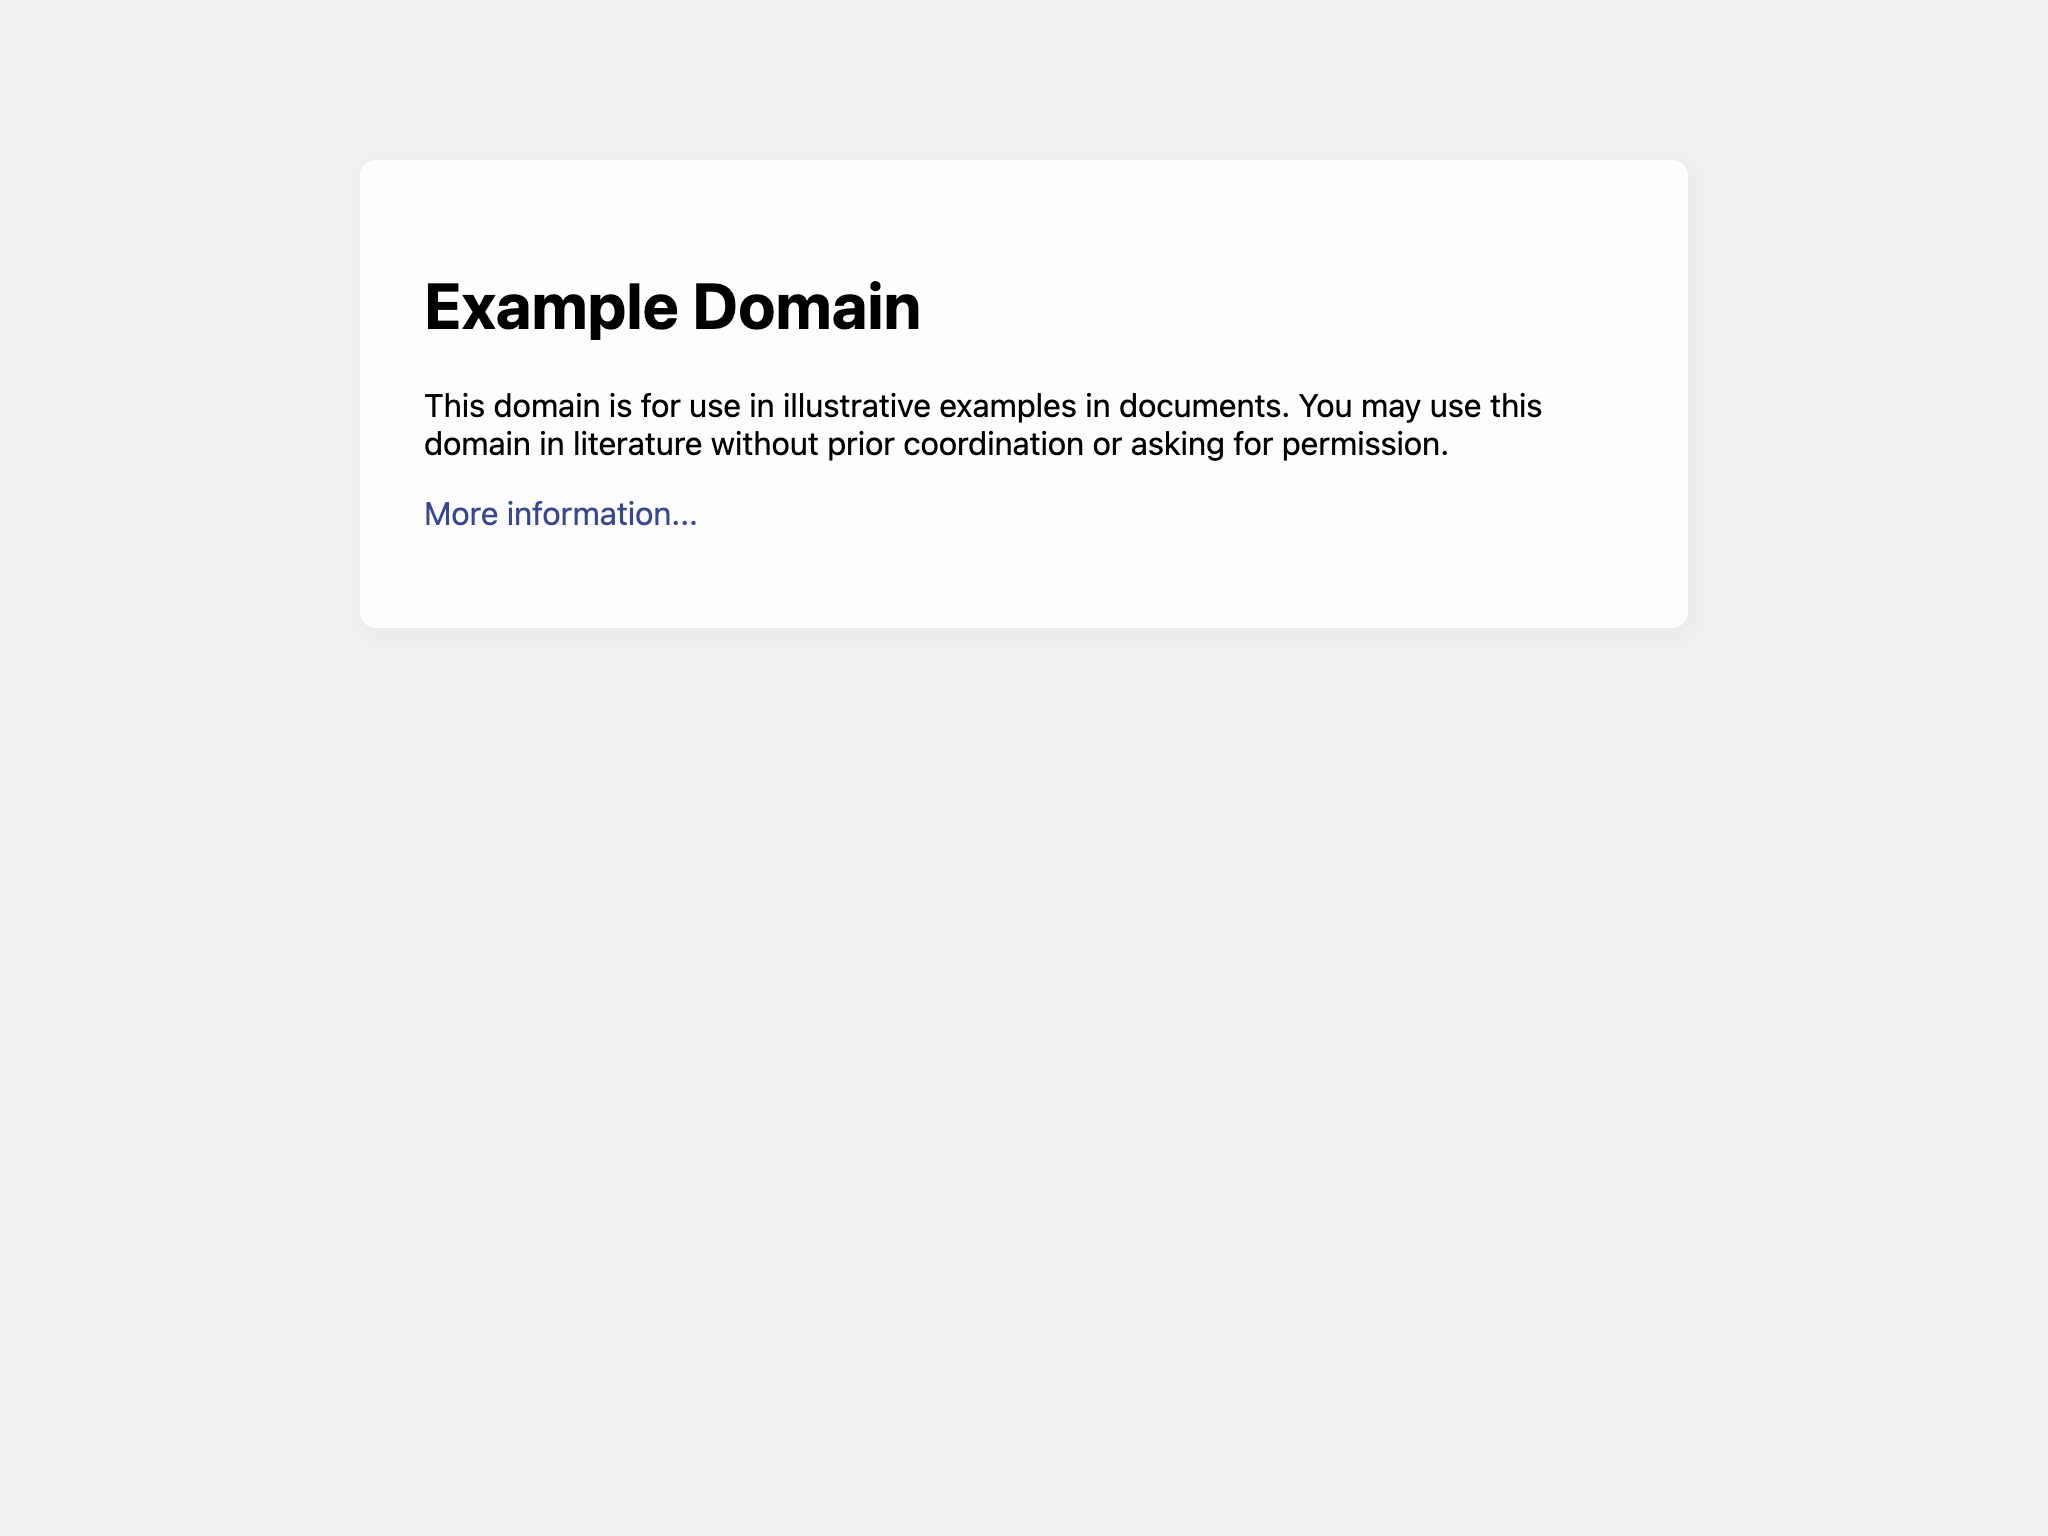 Example Domain
This domain is for use in illustrative examples in documents. You may use this
domain in literature without prior coordination or asking for permission.
More information...